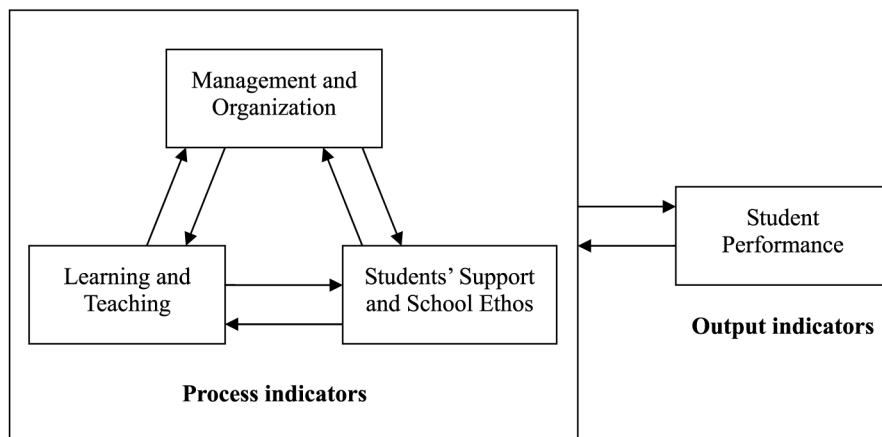 Management and
Organization
Learning and
Teaching
Students’ Support
and School Ethos
Process indicators
Student
Performance
Output indicators